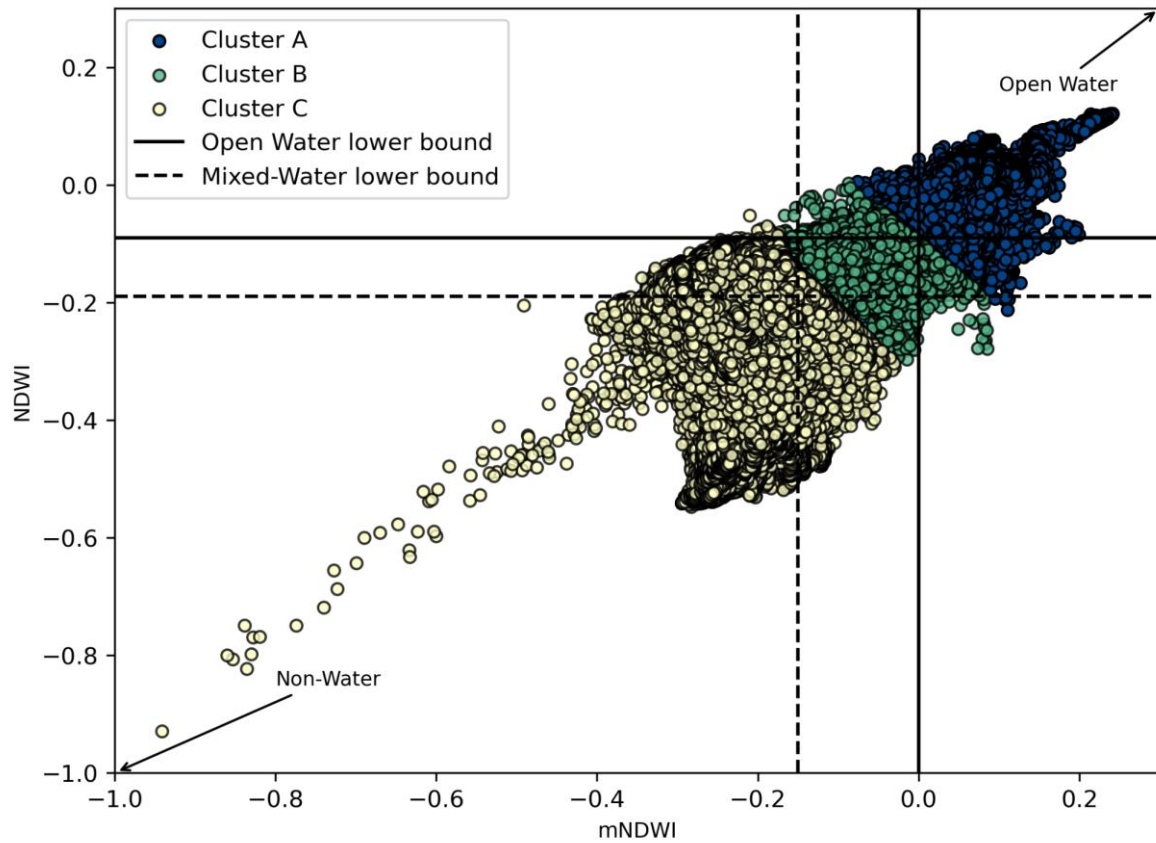 Cluster A
Cluster B
Cluster C
Open Water lower bound
Mixed-Water lower bound
Open Water
Non-Water
0.2
0.0
−0.2
−0.4
−0.6
−0.8
−1.0
NDWI
−1.0
−0.8
−0.6
−0.4
−0.2
0.0
0.2
mNDWI